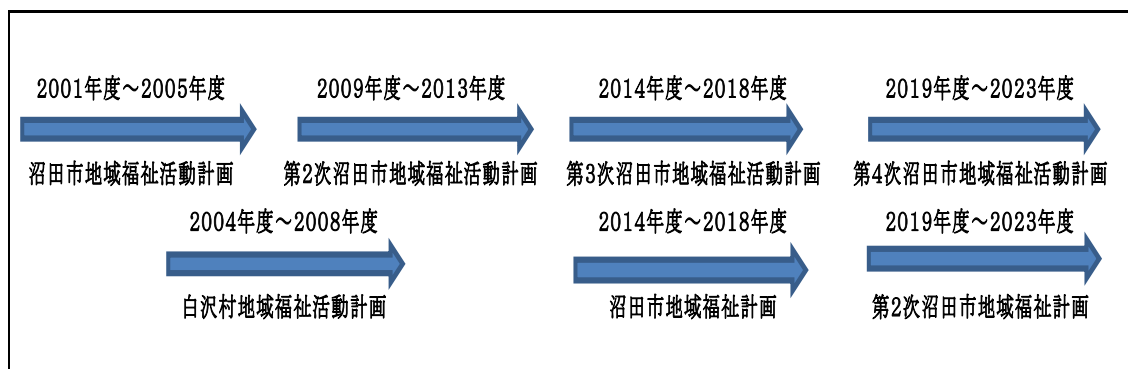 2001年度～2005年度
2009年度～2013年度
2014年度～2018年度
2019年度～2023年度
沼田市地域福祉活動計画
第2次沼田市地域福祉活動計画
第3次沼田市地域福祉活動計画
第4次沼田市地域福祉活動計画
2004年度～2008年度
2014年度～2018年度
2019年度～2023年度
白沢村地域福祉活動計画
沼田市地域福祉計画
第2次沼田市地域福祉計画